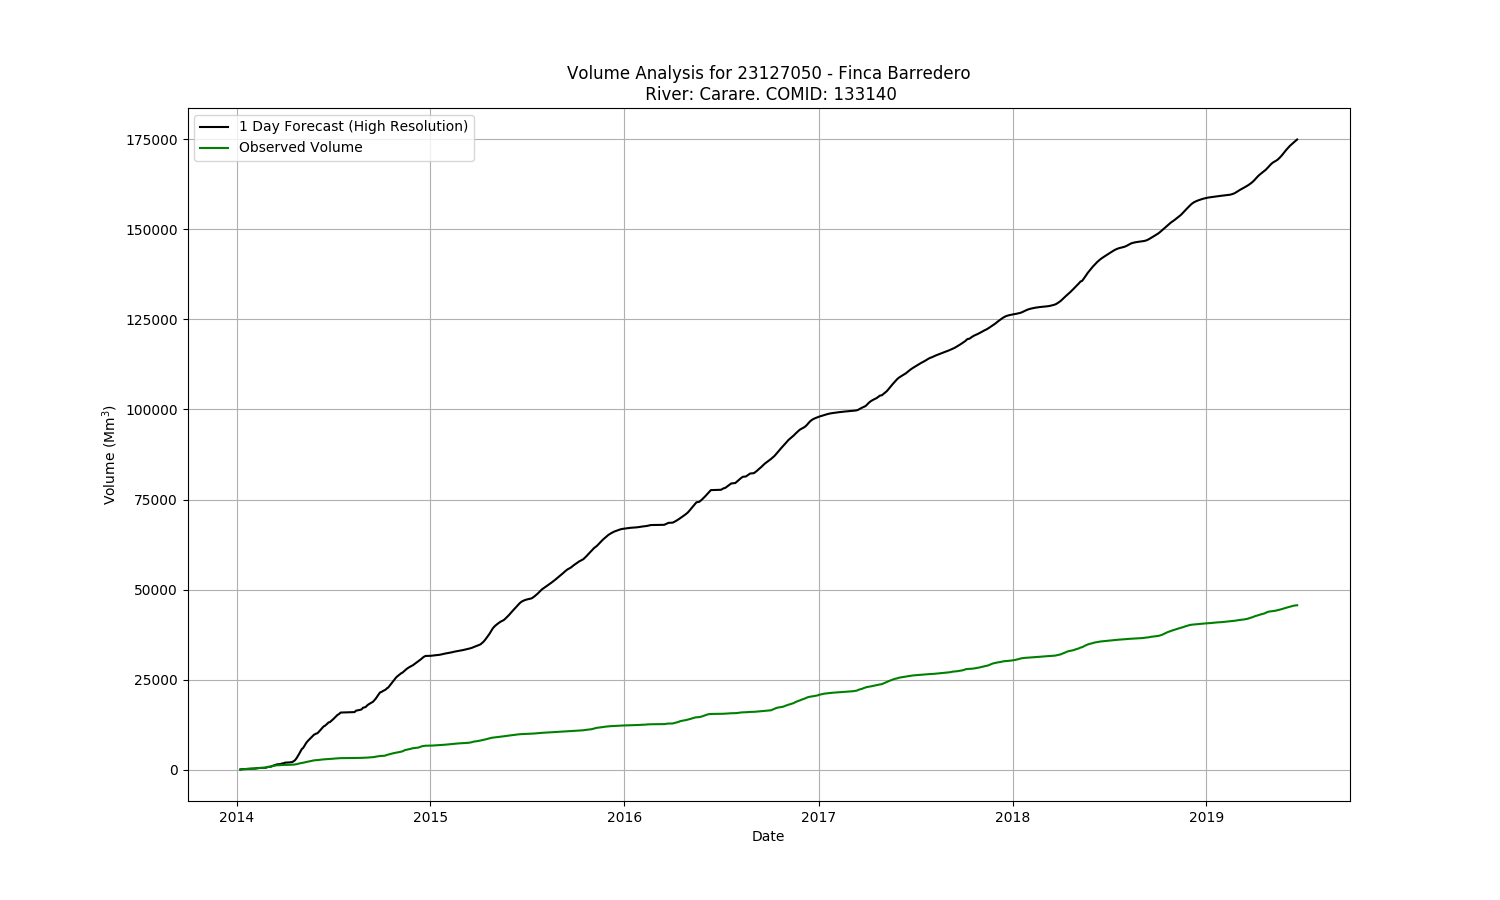 Volume Analysis for 23127050 - Finca Barredero
River: Carare. COMID: 133140
1 Day Forecast (High Resolution)
Observed Volume
175000
150000
125000
100000
75000
50000
25000
0
Volume (Mm³)
2014 2015 2016 2017 2018 2019
Date